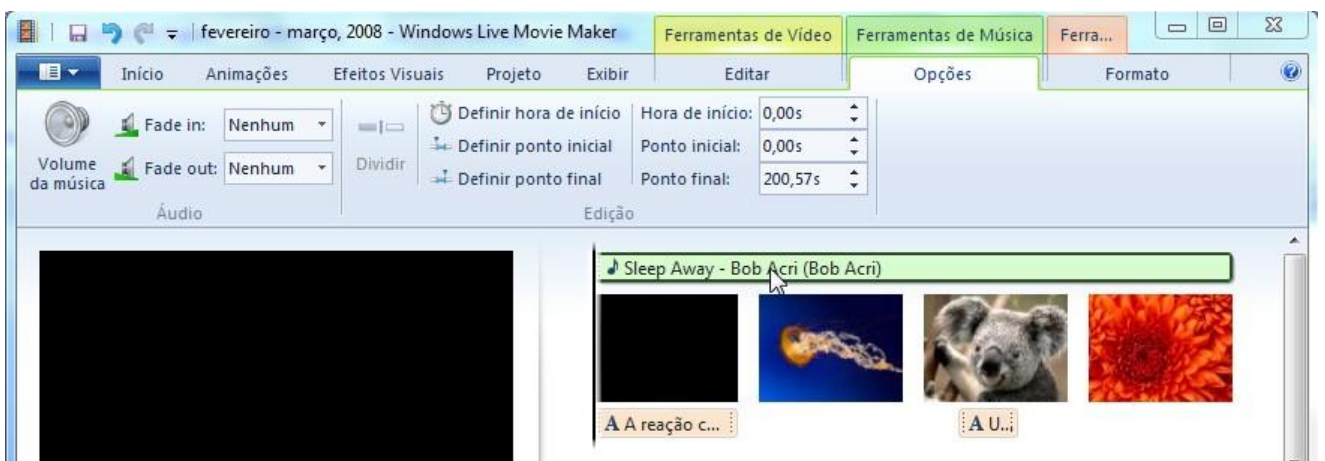 fevereiro - março, 2008 - Windows Live Movie Maker
Ferramentas de Vídeo
Ferramentas de Música
Ferra...
Início Animações Efeitos Visuais Projeto Exibir Editar Opções Formato
Volume da música
Fade in: Nenhum
Fade out: Nenhum
Áudio
Dividir
Definir hora de início
Definir ponto inicial
Definir ponto final
Hora de início: 0,00s
Ponto inicial: 0,00s
Ponto final: 200,57s
Edição
Sleep Away - Bob Acri (Bob Acri)
A A reação c...
A U...